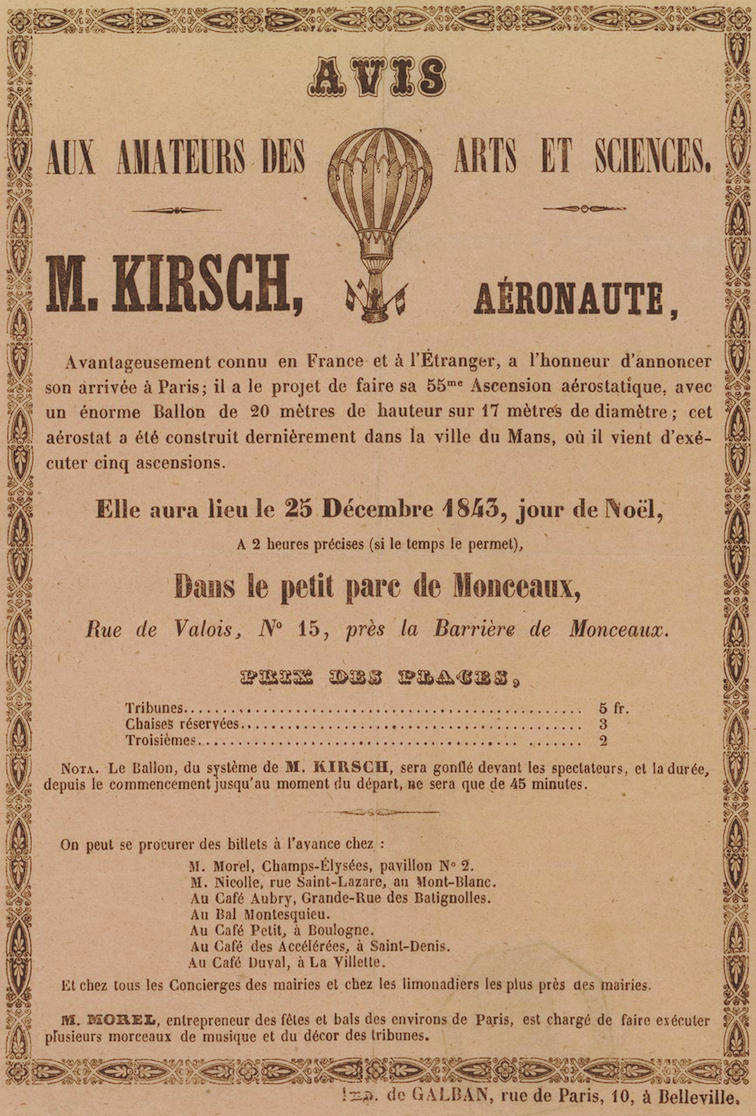 AVIS
AUX AMATEURS DES ARTS ET SCIENCES.
M. KIRSCH, AÉRONAUTE,
Avantageusement connu en France et à l'Étranger, a l'honneur d'annoncer
son arrivée à Paris; il a le projet de faire sa 55me Ascension aérostatique, avec
un énorme Ballon de 20 mètres de hauteur sur 17 mètres de diamètre; cet
aérostat a été construit dernièrement dans la ville du Mans, où il vient d'exé-
cuter cinq ascensions.
Elle aura lieu le 25 Décembre 1843, jour de Noël,
A 2 heures précises (si le temps le permet),
Dans le petit parc de Monceaux,
Rue de Valois, No 15, près la Barrière de Monceaux.
PRIX DES PLACES,
Tribunes........................................................ 5 fr.
Chaises réservées................................................ 3
Troisièmes............................................ ....... 2
NOTA. Le Ballon, du système de M. KIRSCH, sera gonflé devant les spectateurs, et la durée,
depuis le commencement jusqu'au moment du départ, ne sera que de 45 minutes.
On peut se procurer des billets à l'avance chez :
M. Morel, Champs-Élysées, pavillon No 2.
M. Nicolle, rue Saint-Lazare, au Mont-Blanc.
Au Café Aubry, Grande-Rue des Batignolles.
Au Bal Montesquieu.
Au Café Petit, à Boulogne.
Au Café des Accélérées, à Saint-Denis.
Au Café Duval, à La Villette.
Et chez tous les Concierges des mairies et chez les limonadiers les plus près des mairies.
M. MOREL, entrepreneur des fêtes et bals des environs de Paris, est chargé de faire exécuter
plusieurs morceaux de musique et du décor des tribunes.
Imp. de GALBAN, rue de Paris, 10, à Belleville.